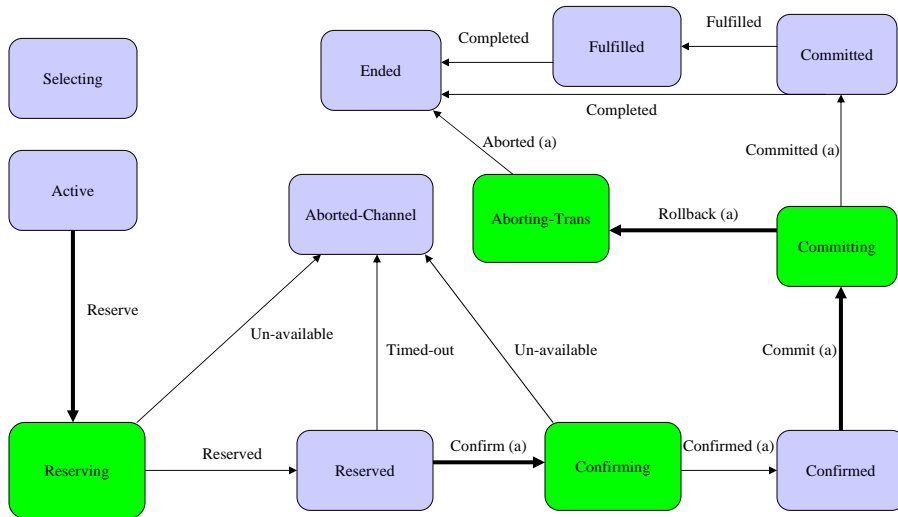 Fulfilled
Completed
Fulfilled
Committed
Ended
Selecting
Completed
Aborted (a)
Committed (a)
Active
Aborted-Channel
Aborting-Trans
Rollback (a)
Committing
Reserve
Un-available
Timed-out
Un-available
Commit (a)
Reserving
Reserved
Reserved
Confirm (a)
Confirming
Confirmed (a)
Confirmed